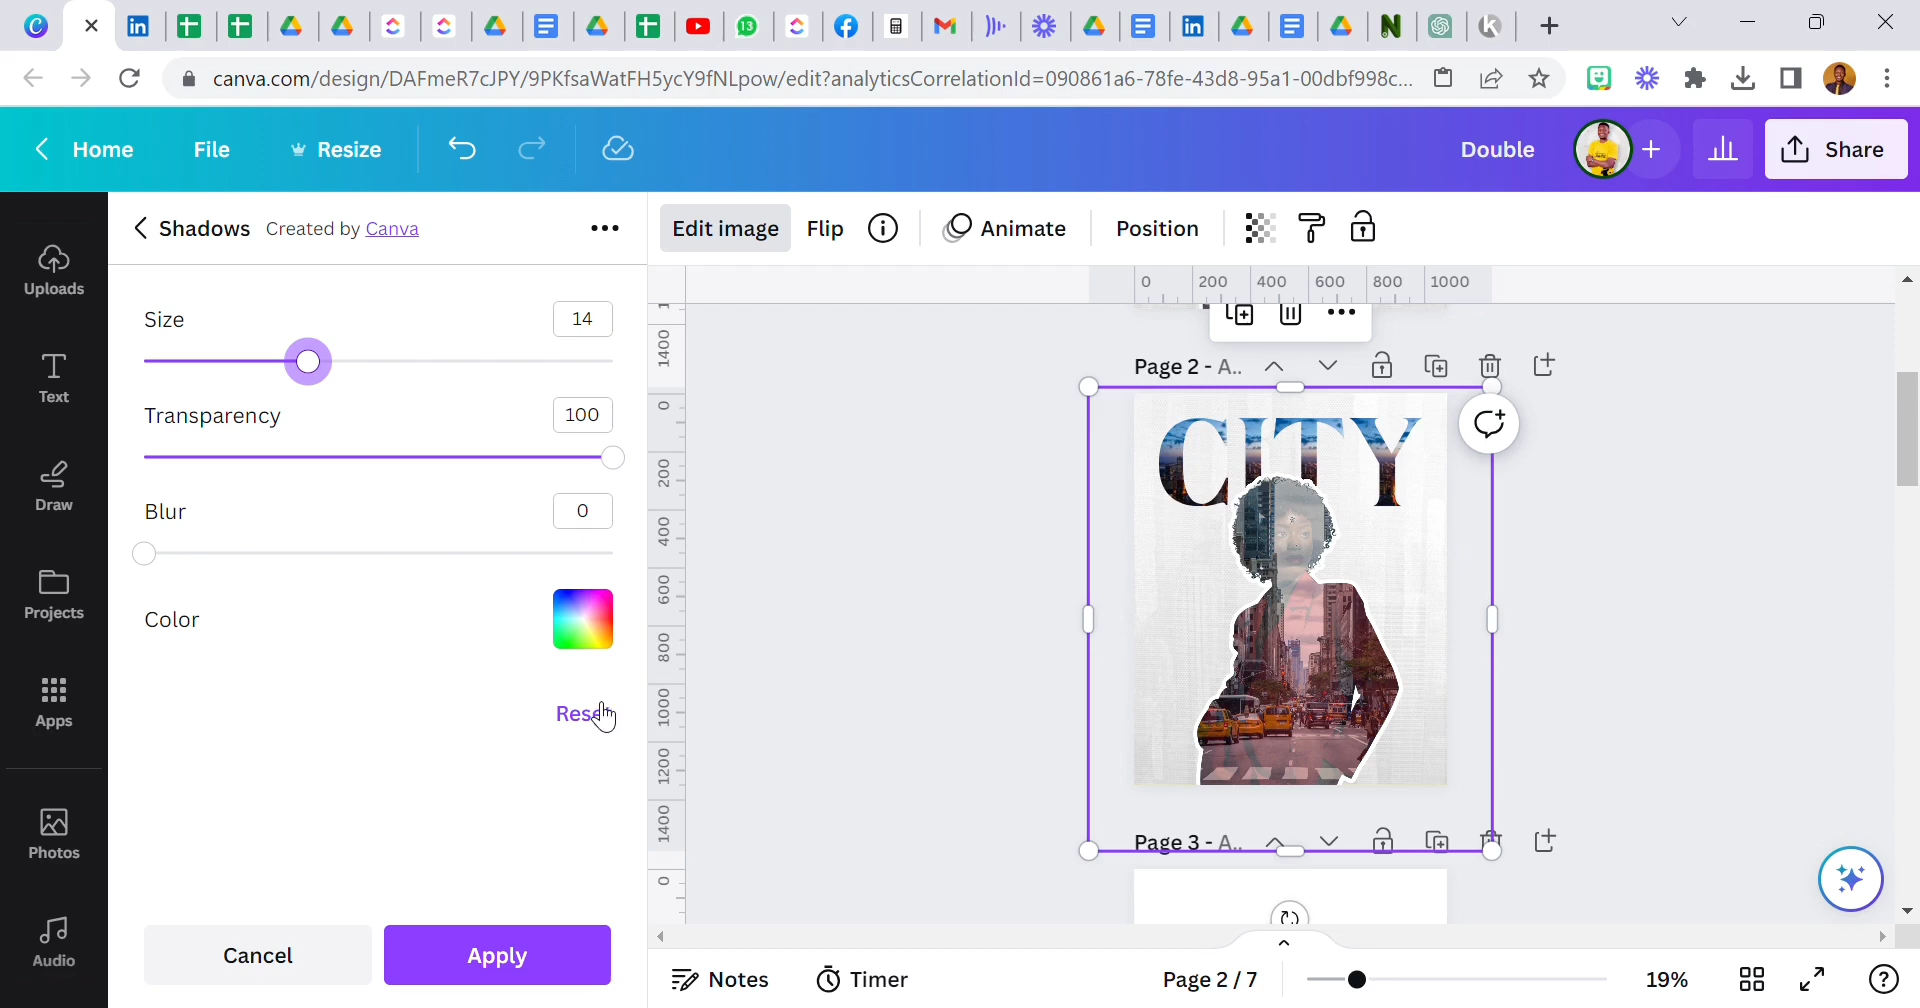 13
canva.com/design/DAFmeR7cJPY/9PKfsaWatFH5ycY9fNLpow/edit?analyticsCorrelationId=090861a6-78fe-43d8-95a1-00dbf998c...
Home File Resize Double Share
Shadows Created by Canva
Edit image Flip Animate Position
Uploads
Text
Draw
Projects
Apps
Photos
Audio
Size 14
Transparency 100
Blur 0
Color
Reset
Cancel Apply
0 200 400 600 800 1000
1400
0
200
400
600
800
1000
1200
1400
0
Page 2 - A..
CITY
Page 3 - A..
Notes Timer Page 2 / 7 19%